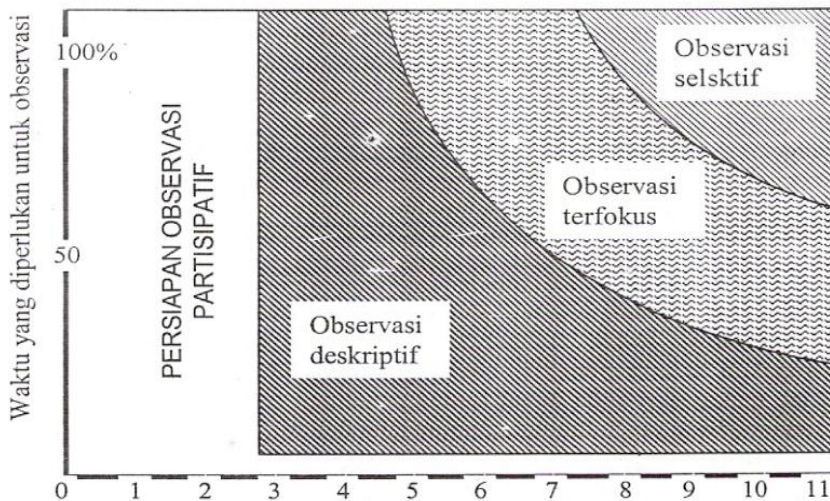 Waktu yang diperlukan untuk observasi
100%
50
PERSIAPAN OBSERVASI
PARTISIPATIF
Observasi
selsktif
Observasi
terfokus
Observasi
deskriptif
0 1 2 3 4 5 6 7 8 9 10 11